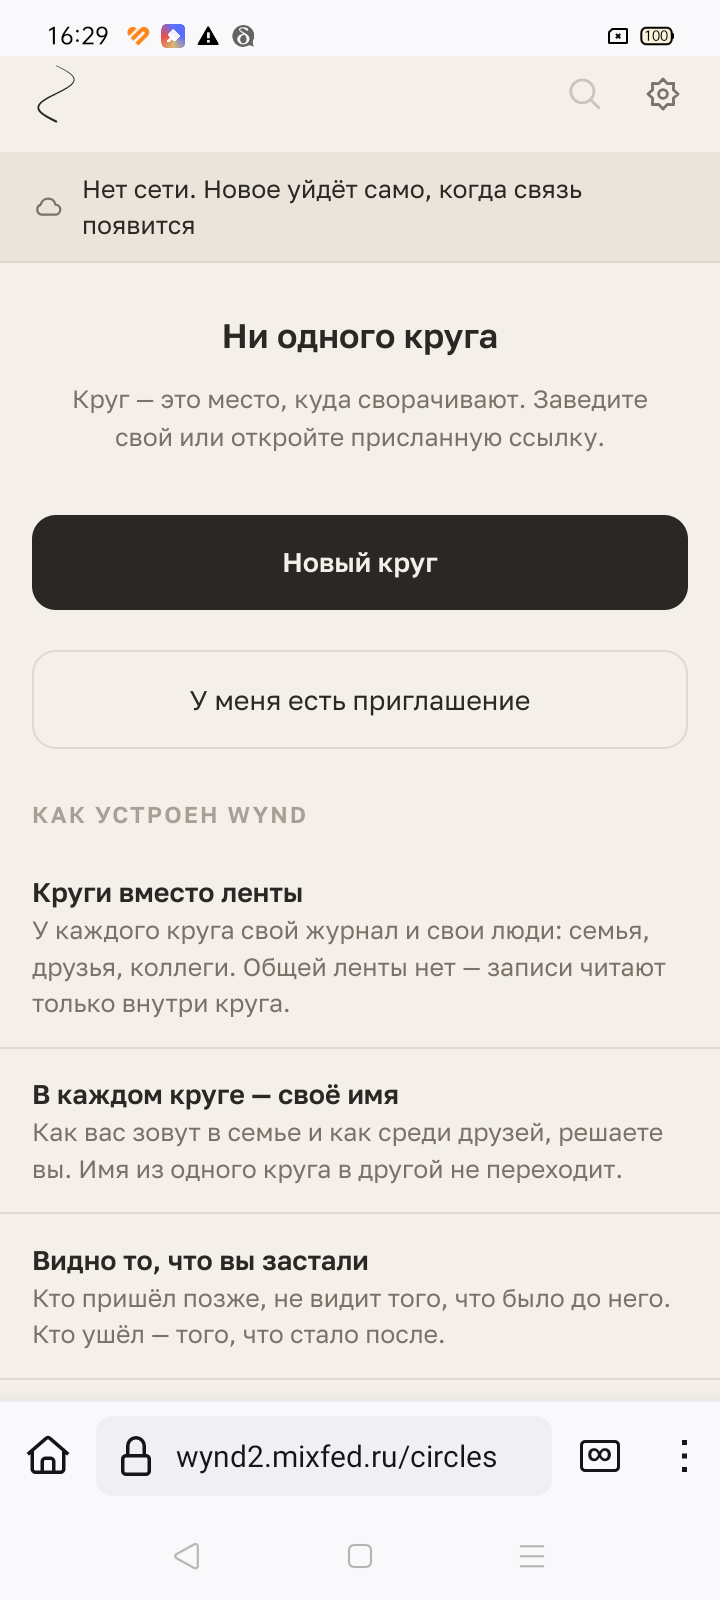 16:29
100
Нет сети. Новое уйдёт само, когда связь
появится
Ни одного круга
Круг — это место, куда сворачивают. Заведите
свой или откройте присланную ссылку.
Новый круг
У меня есть приглашение
КАК УСТРОЕН WYND
Круги вместо ленты
У каждого круга свой журнал и свои люди: семья,
друзья, коллеги. Общей ленты нет — записи читают
только внутри круга.
В каждом круге — своё имя
Как вас зовут в семье и как среди друзей, решаете
вы. Имя из одного круга в другой не переходит.
Видно то, что вы застали
Кто пришёл позже, не видит того, что было до него.
Кто ушёл — того, что стало после.
wynd2.mixfed.ru/circles